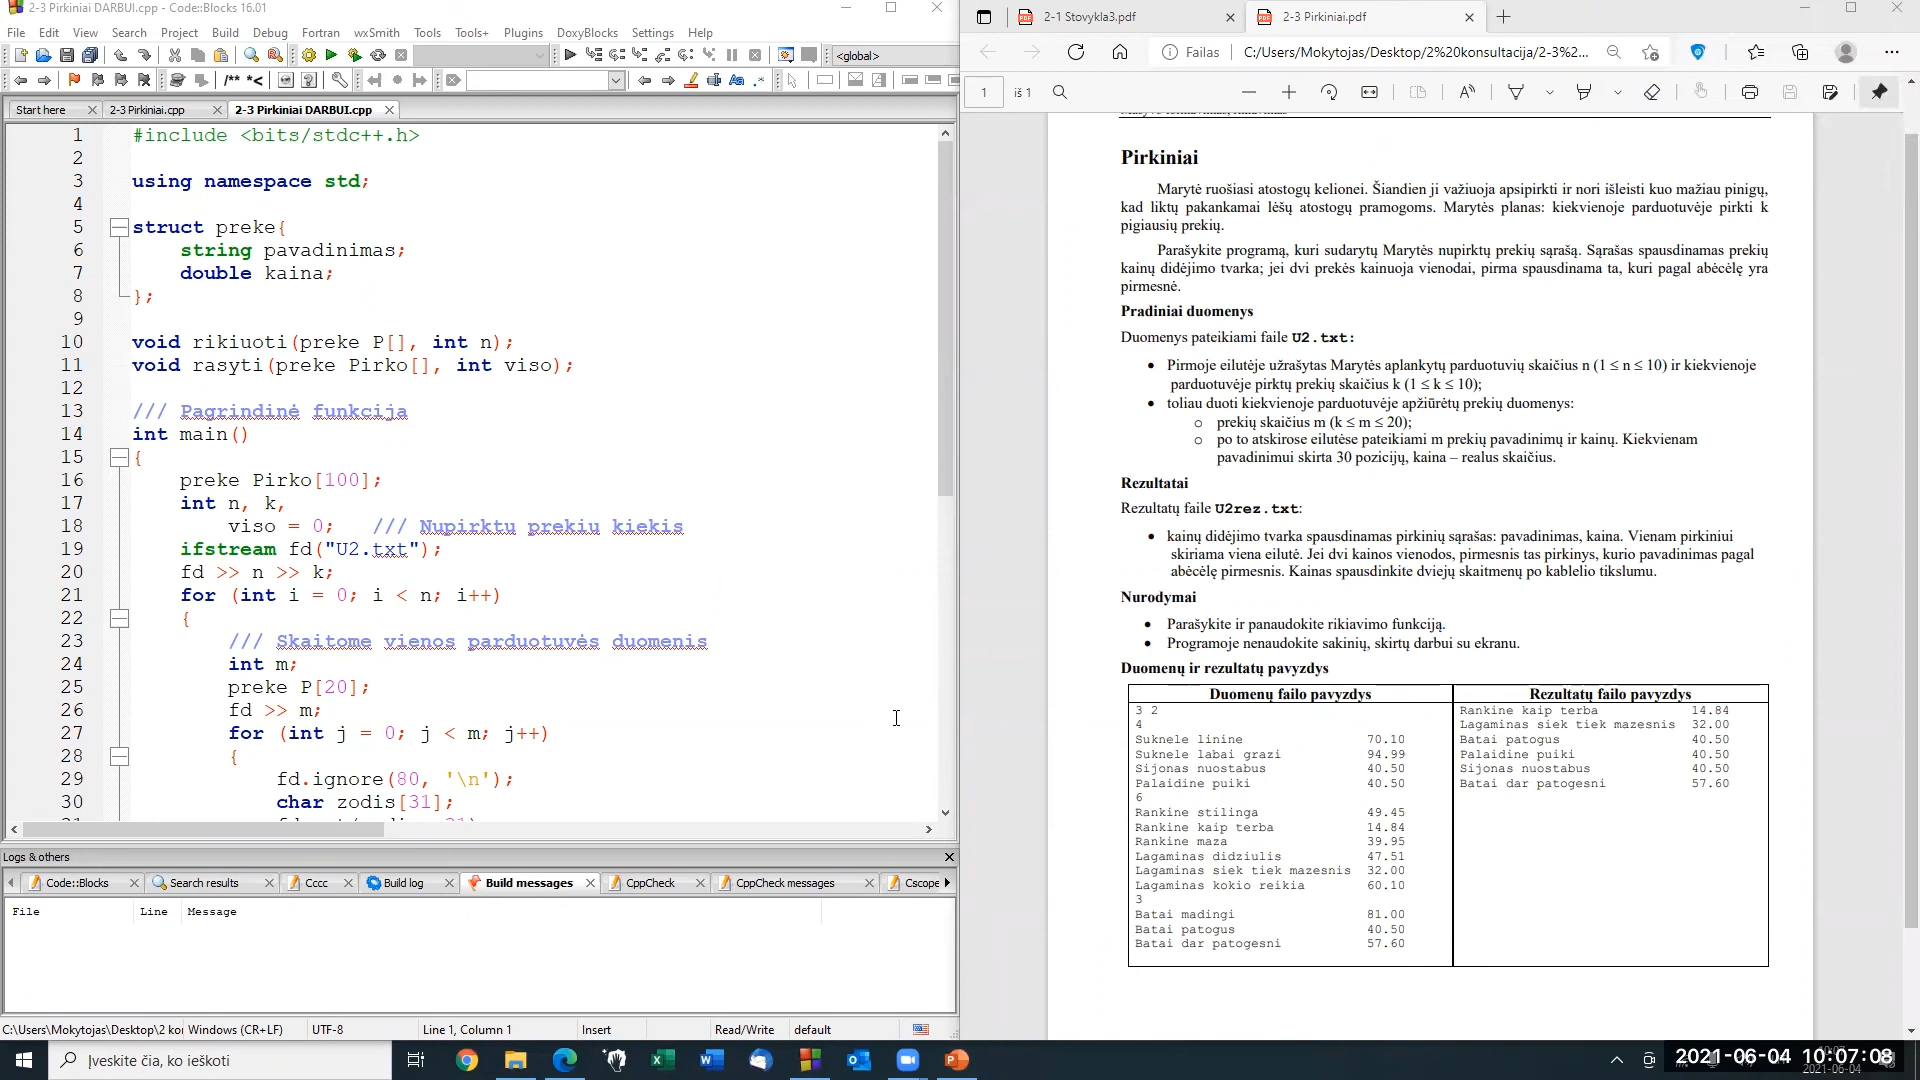 2-3 Pirkiniai DARBUI.cpp - Code::Blocks 16.01
File Edit View Search Project Build Debug Fortran wxSmith Tools Tools+ Plugins DoxyBlocks Settings Help
<global>
/** *<
Start here 2-3 Pirkiniai.cpp 2-3 Pirkiniai DARBUI.cpp
1 #include <bits/stdc++.h>
2
3 using namespace std;
4
5 struct preke{
6 string pavadinimas;
7 double kaina;
8 };
9
10 void rikiuoti(preke P[], int n);
11 void rasyti(preke Pirko[], int viso);
12
13 /// Pagrindinė funkcija
14 int main()
15 {
16 preke Pirko[100];
17 int n, k,
18 viso = 0; /// Nupirktu prekiu kiekis
19 ifstream fd("U2.txt");
20 fd >> n >> k;
21 for (int i = 0; i < n; i++)
22 {
23 /// Skaitome vienos parduotuvės duomenis
24 int m;
25 preke P[20];
26 fd >> m;
27 for (int j = 0; j < m; j++)
28 {
29 fd.ignore(80, '\n');
30 char zodis[31];
Logs & others
Code::Blocks Search results Cccc Build log Build messages CppCheck CppCheck messages Cscope
File Line Message
C:\Users\Mokytojas\Desktop\2 kon Windows (CR+LF) UTF-8 Line 1, Column 1 Insert Read/Write default
2-1 Stovykla3.pdf 2-3 Pirkiniai.pdf
Failas C:/Users/Mokytojas/Desktop/2%20konsultacija/2-3%2...
1 iš 1
Pirkiniai
Marytė ruošiasi atostogų kelionei. Šiandien ji važiuoja apsipirkti ir nori išleisti kuo mažiau pinigų,
kad liktų pakankamai lėšų atostogų pramogoms. Marytės planas: kiekvienoje parduotuvėje pirkti k
pigiausių prekių.
Parašykite programą, kuri sudarytų Marytės nupirktų prekių sąrašą. Sąrašas spausdinamas prekių
kainų didėjimo tvarka; jei dvi prekės kainuoja vienodai, pirma spausdinama ta, kuri pagal abėcėlę yra
pirmesnė.
Pradiniai duomenys
Duomenys pateikiami faile U2.txt:
• Pirmoje eilutėje užrašytas Marytės aplankytų parduotuvių skaičius n (1 ≤ n ≤ 10) ir kiekvienoje
parduotuvėje pirktų prekių skaičius k (1 ≤ k ≤ 10);
• toliau duoti kiekvienoje parduotuvėje apžiūrėtų prekių duomenys:
o prekių skaičius m (k ≤ m ≤ 20);
o po to atskirose eilutėse pateikiami m prekių pavadinimų ir kainų. Kiekvienam
pavadinimui skirta 30 pozicijų, kaina – realus skaičius.
Rezultatai
Rezultatų faile U2rez.txt:
• kainų didėjimo tvarka spausdinamas pirkinių sąrašas: pavadinimas, kaina. Vienam pirkiniui
skiriama viena eilutė. Jei dvi kainos vienodos, pirmesnis tas pirkinys, kurio pavadinimas pagal
abėcėlę pirmesnis. Kainas spausdinkite dviejų skaitmenų po kablelio tikslumu.
Nurodymai
• Parašykite ir panaudokite rikiavimo funkciją.
• Programoje nenaudokite sakinių, skirtų darbui su ekranu.
Duomenų ir rezultatų pavyzdys
Duomenų failo pavyzdys Rezultatų failo pavyzdys
3 2
4
Suknele linine 70.10
Suknele labai grazi 94.99
Sijonas nuostabus 40.50
Palaidine puiki 40.50
6
Rankine stilinga 49.45
Rankine kaip terba 14.84
Rankine maza 39.95
Lagaminas didziulis 47.51
Lagaminas siek tiek mazesnis 32.00
Lagaminas kokio reikia 60.10
3
Batai madingi 81.00
Batai patogus 40.50
Batai dar patogesni 57.60
Rankine kaip terba 14.84
Lagaminas siek tiek mazesnis 32.00
Batai patogus 40.50
Palaidine puiki 40.50
Sijonas nuostabus 40.50
Batai dar patogesni 57.60
Įveskite čia, ko ieškoti
2021-06-04 10:07:08
2021-06-04